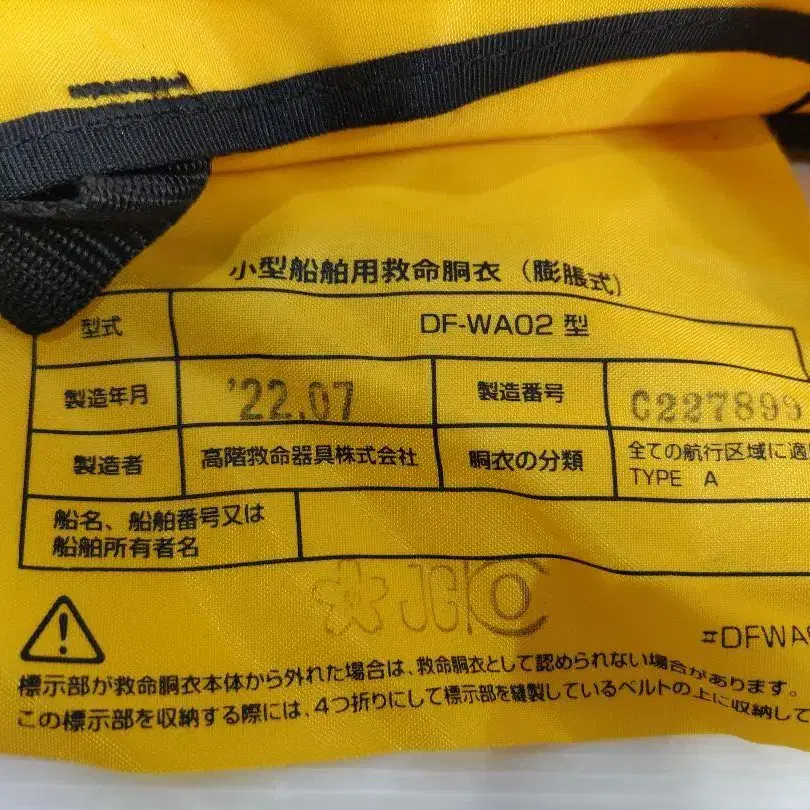 小型船舶用救命胴衣（膨脹式）
型式 DF-WA02 型
製造年月 '22.07 製造番号 C227899
製造者 高階救命器具株式会社 胴衣の分類 全ての航行区域に適
TYPE A
船名、船舶番号又は
船舶所有者名
JCI
#DFWA
標示部が救命胴衣本体から外れた場合は、救命胴衣として認められない場合があります。
この標示部を収納する際には、4つ折りにして標示部を縫製しているベルトの上に収納して